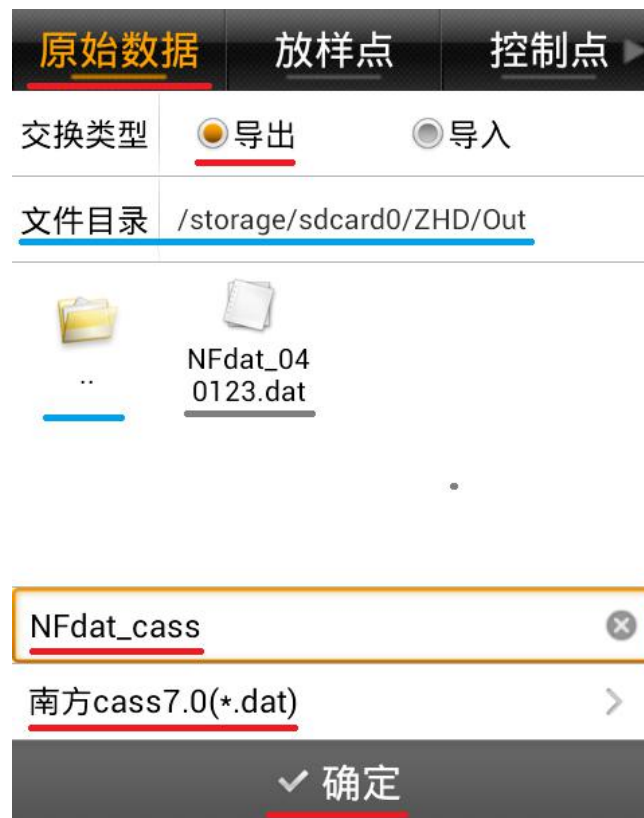 原始数据 放样点 控制点
交换类型 导出 导入
文件目录 /storage/sdcard0/ZHD/Out
.. NFdat_04
0123.dat
NFdat_cass
南方cass7.0(*.dat)
确定